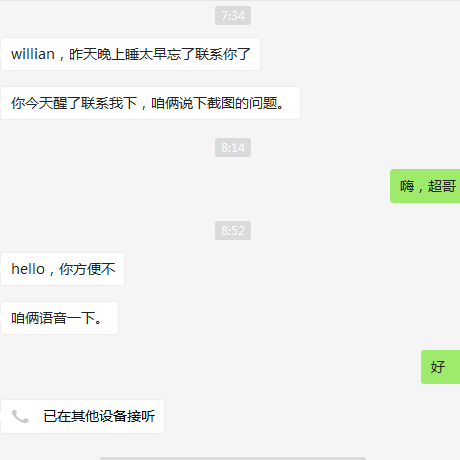 7:34
willian，昨天晚上睡太早忘了联系你了
你今天醒了联系我下，咱俩说下截图的问题。
8:14
嗨，超哥
8:52
hello，你方便不
咱俩语音一下。
好
已在其他设备接听